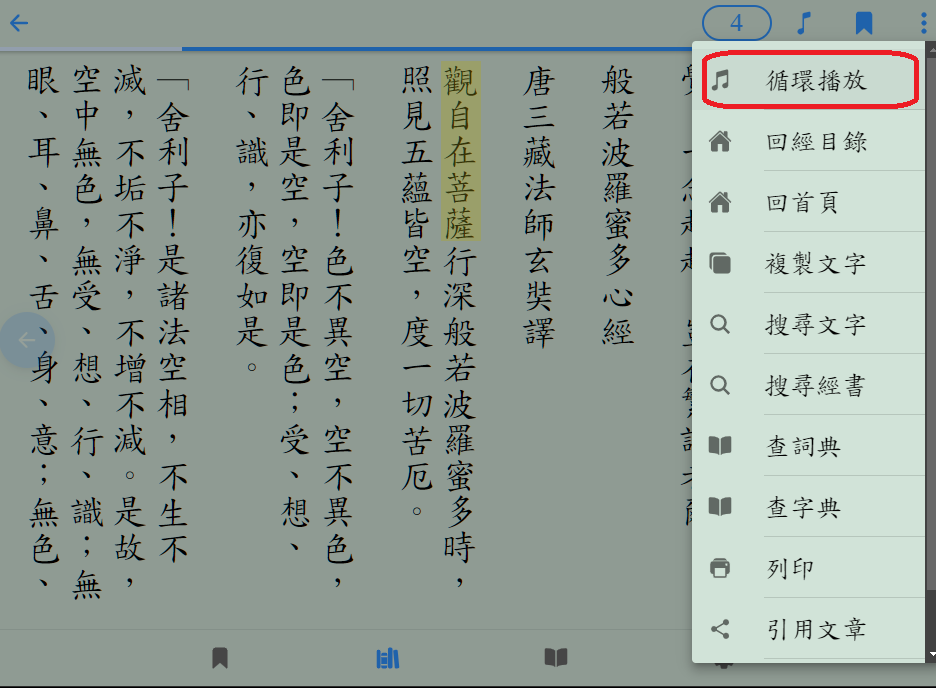 4
般若波羅蜜多心經
唐三藏法師玄奘譯
觀自在菩薩行深般若波羅蜜多時，
照見五蘊皆空，度一切苦厄。
「舍利子！色不異空，空不異色，
色即是空，空即是色；受、想、
行、識，亦復如是。
「舍利子！是諸法空相，不生不
滅，不垢不淨，不增不減。是故，
空中無色，無受、想、行、識；無
眼、耳、鼻、舌、身、意；無色、
循環播放
回經目錄
回首頁
複製文字
搜尋文字
搜尋經書
查詞典
查字典
列印
引用文章